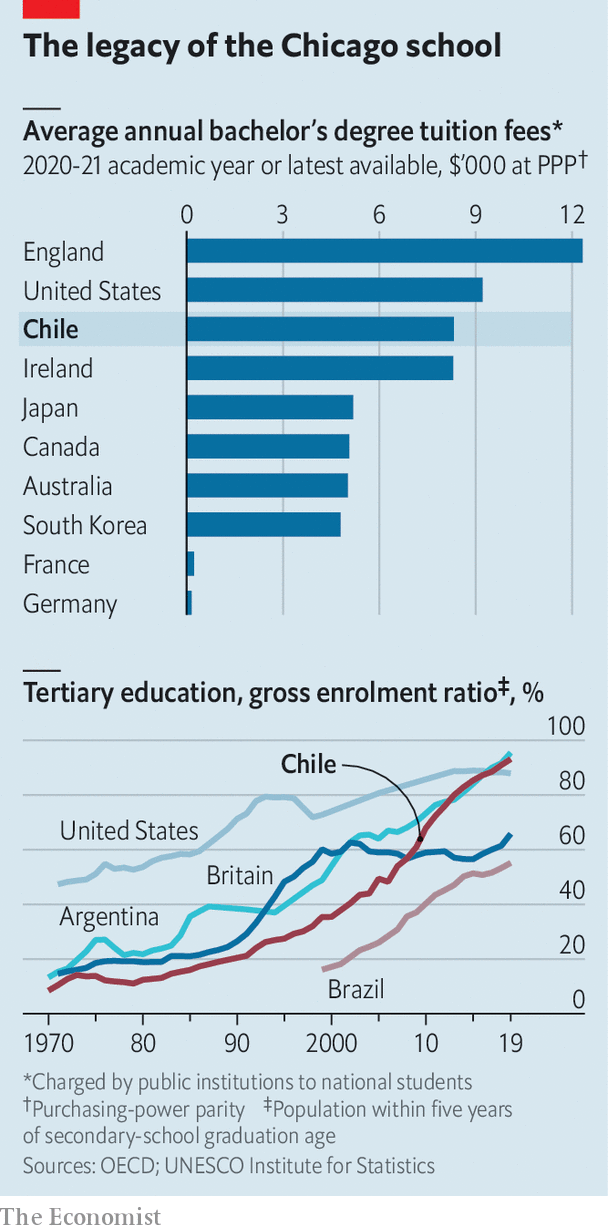 The legacy of the Chicago school
Average annual bachelor's degree tuition fees*
2020-21 academic year or latest available, $'000 at PPP†
0 3 6 9 12
England
United States
Chile
Ireland
Japan
Canada
Australia
South Korea
France
Germany
Tertiary education, gross enrolment ratio‡, %
100
Chile
80
United States
60
Britain
40
Argentina
20
Brazil
0
1970 80 90 2000 10 19
*Charged by public institutions to national students
†Purchasing-power parity ‡Population within five years
of secondary-school graduation age
Sources: OECD; UNESCO Institute for Statistics
The Economist